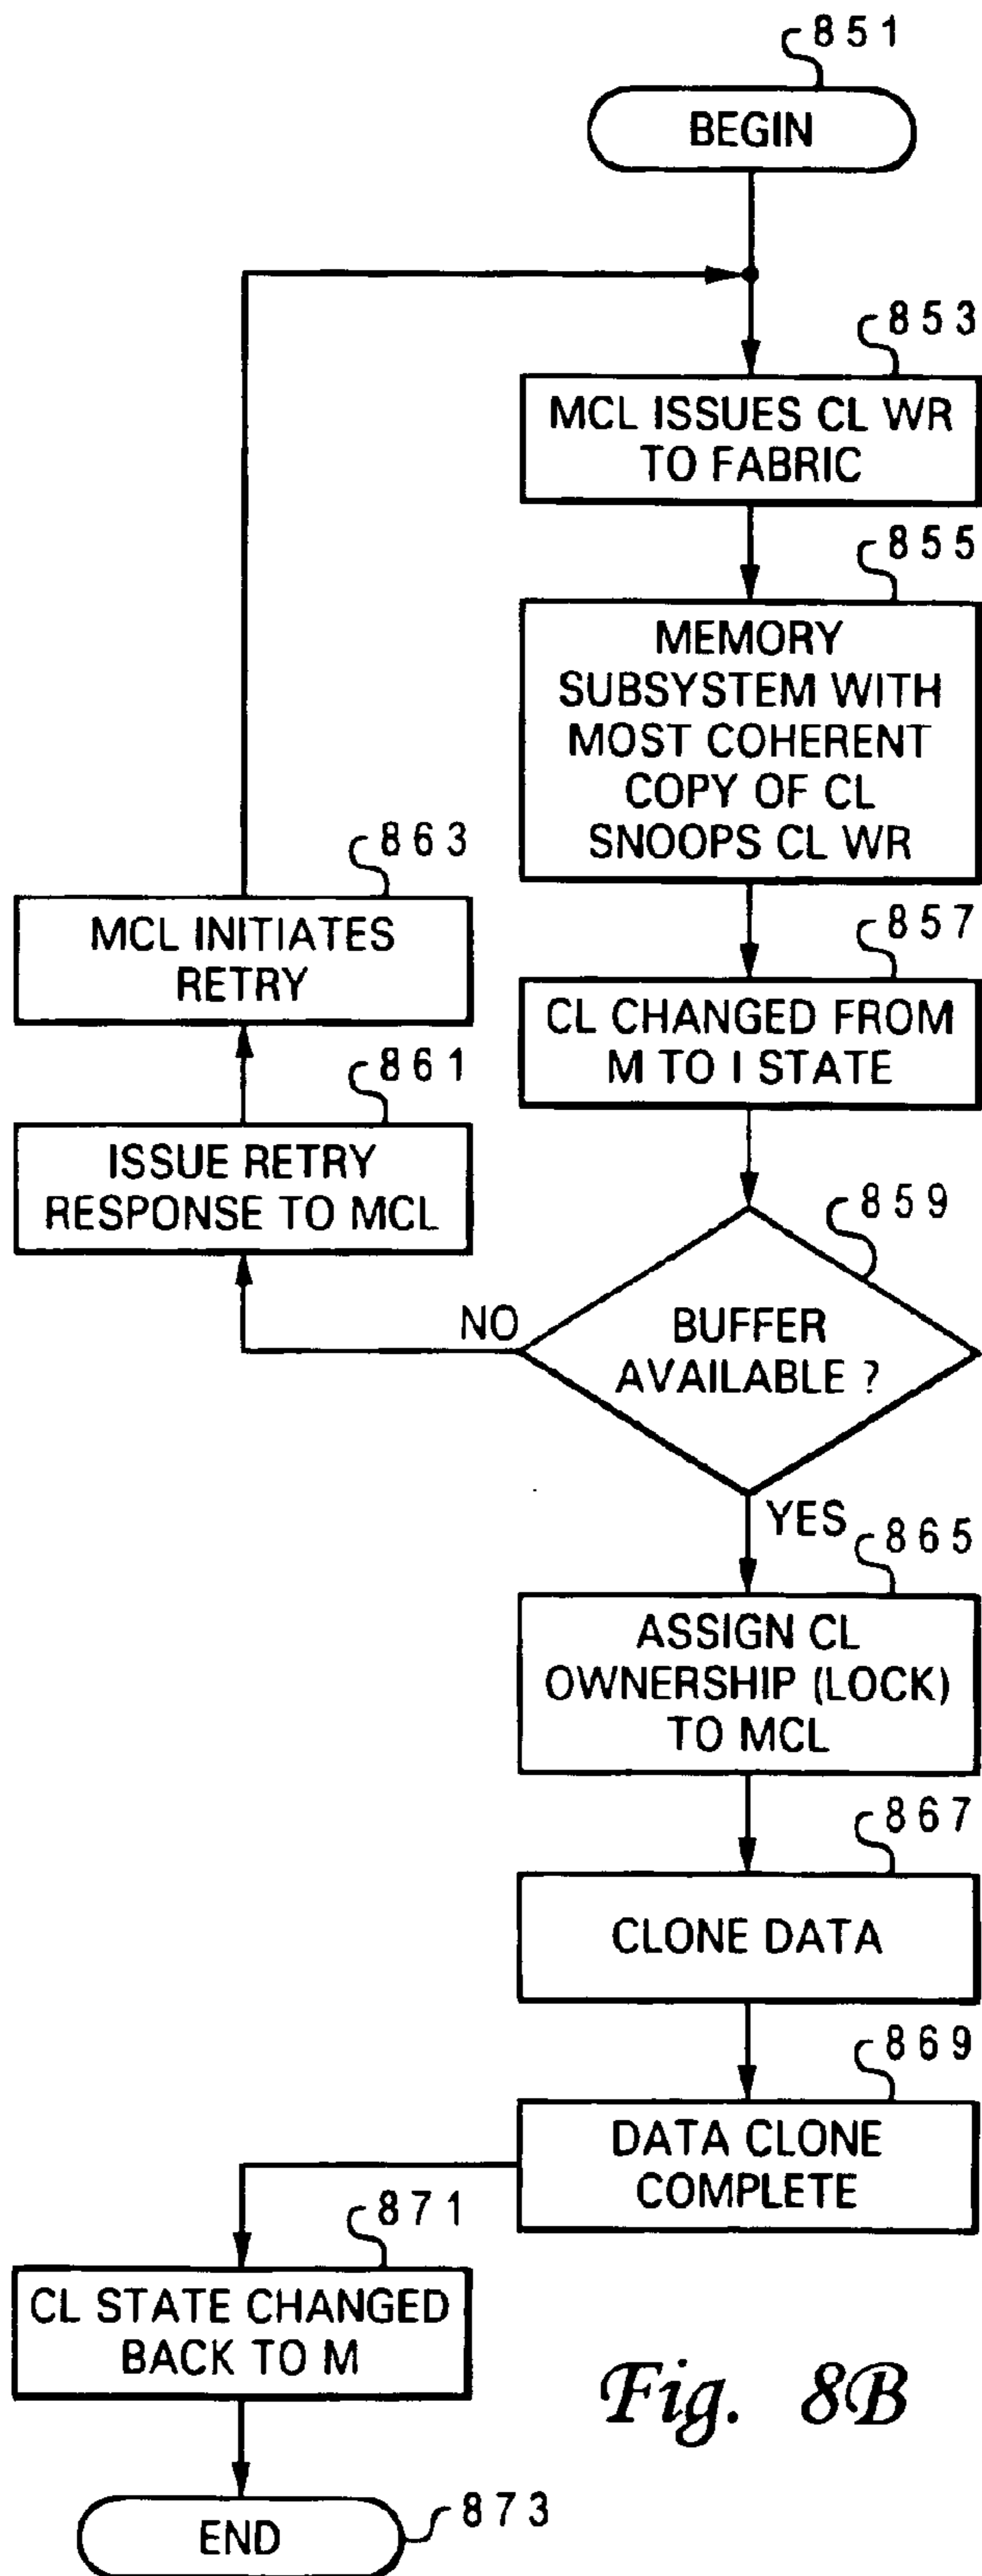 851
BEGIN
853
MCL ISSUES CL WR
TO FABRIC
855
MEMORY
SUBSYSTEM WITH
MOST COHERENT
COPY OF CL
SNOOPS CL WR
857
CL CHANGED FROM
M TO I STATE
859
BUFFER
AVAILABLE ?
NO
861
ISSUE RETRY
RESPONSE TO MCL
863
MCL INITIATES
RETRY
YES
865
ASSIGN CL
OWNERSHIP (LOCK)
TO MCL
867
CLONE DATA
869
DATA CLONE
COMPLETE
871
CL STATE CHANGED
BACK TO M
873
END
Fig. 8B